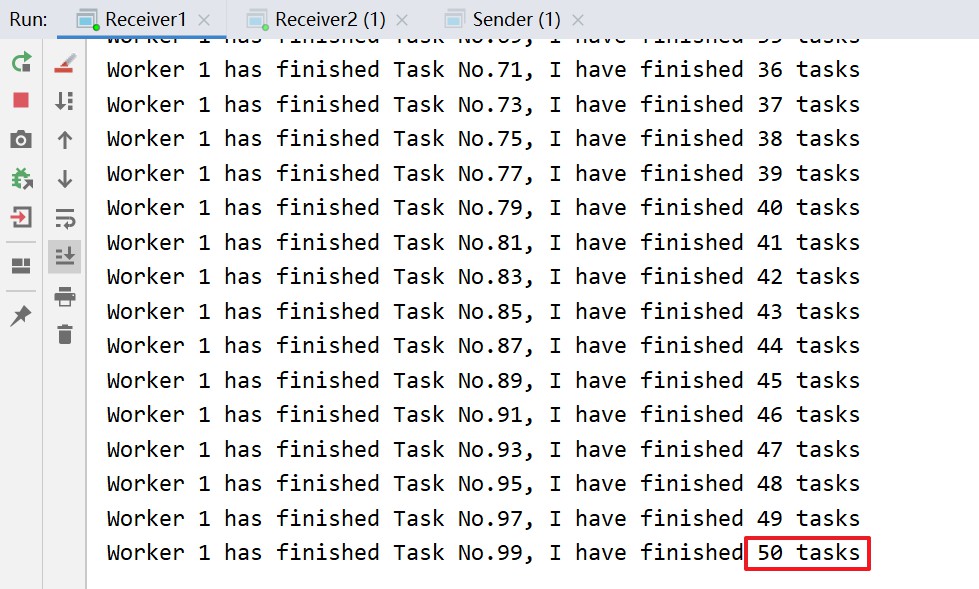 Run: Receiver1 × Receiver2 (1) × Sender (1) ×
Worker 1 has finished Task No.69, I have finished 35 tasks
Worker 1 has finished Task No.71, I have finished 36 tasks
Worker 1 has finished Task No.73, I have finished 37 tasks
Worker 1 has finished Task No.75, I have finished 38 tasks
Worker 1 has finished Task No.77, I have finished 39 tasks
Worker 1 has finished Task No.79, I have finished 40 tasks
Worker 1 has finished Task No.81, I have finished 41 tasks
Worker 1 has finished Task No.83, I have finished 42 tasks
Worker 1 has finished Task No.85, I have finished 43 tasks
Worker 1 has finished Task No.87, I have finished 44 tasks
Worker 1 has finished Task No.89, I have finished 45 tasks
Worker 1 has finished Task No.91, I have finished 46 tasks
Worker 1 has finished Task No.93, I have finished 47 tasks
Worker 1 has finished Task No.95, I have finished 48 tasks
Worker 1 has finished Task No.97, I have finished 49 tasks
Worker 1 has finished Task No.99, I have finished 50 tasks